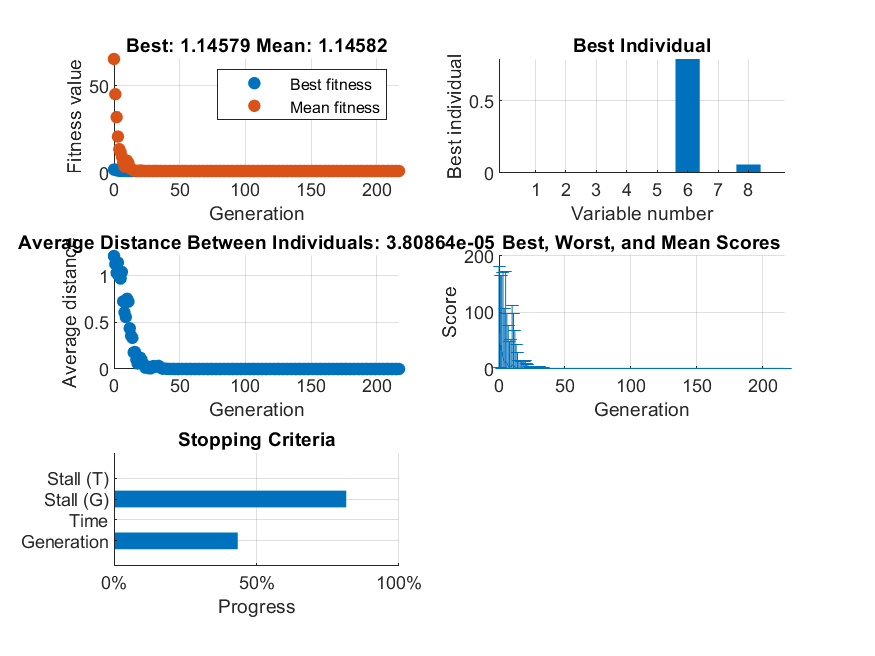 Best: 1.14579 Mean: 1.14582
Fitness value
50
0
Best fitness
Mean fitness
0 50 100 150 200
Generation
Best Individual
Best individual
0.5
0
1 2 3 4 5 6 7 8
Variable number
Average Distance Between Individuals: 3.80864e-05
Average distance
1
0.5
0
0 50 100 150 200
Generation
Best, Worst, and Mean Scores
Score
200
100
0
0 50 100 150 200
Generation
Stopping Criteria
Stall (T)
Stall (G)
Time
Generation
0% 50% 100%
Progress